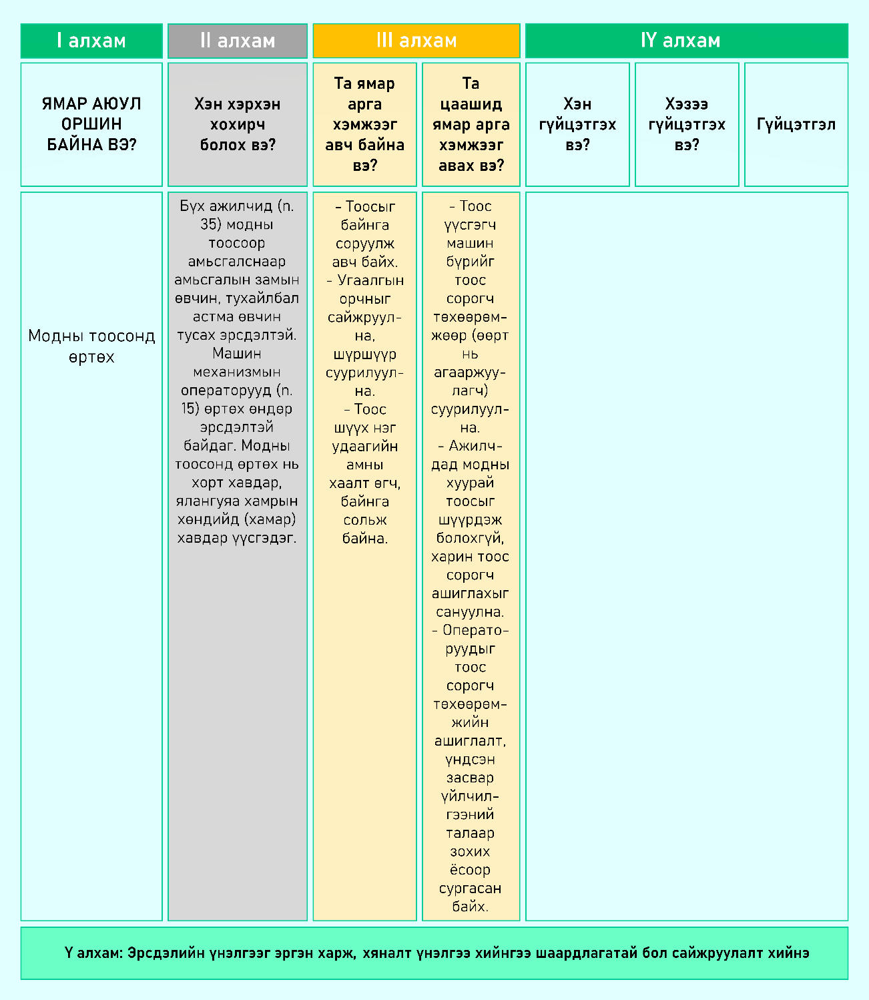 I алхам
II алхам
III алхам
IҮ алхам
ЯМАР АЮУЛ
ОРШИН
БАЙНА ВЭ?
Хэн хэрхэн
хохирч
болох вэ?
Та ямар
арга
хэмжээг
авч байна
вэ?
Та
цаашид
ямар арга
хэмжээг
авах вэ?
Хэн
гүйцэтгэх
вэ?
Хэзээ
гүйцэтгэх
вэ?
Гүйцэтгэл
Модны тоосонд
өртөх
Бүх ажилчид (n.
35) модны
тоосоор
амьсгалснаар
амьсгалын замын
өвчин, тухайлбал
астма өвчин
тусах эрсдэлтэй.
Машин
механизмын
операторууд (n.
15) өртөх өндөр
эрсдэлтэй
байдаг. Модны
тоосонд өртөх нь
хорт хавдар,
ялангуяа хамрын
хөндийд (хамар)
хавдар үүсгэдэг.
- Тоосыг
байнга
соруулж
авч байх.
- Угаалгын
орчныг
сайжруул-
на,
шүршүүр
суурилуул-
на.
- Тоос
шүүх нэг
удаагийн
амны
хаалт өгч,
байнга
сольж
байна.
- Тоос
үүсгэгч
машин
бүрийг
тоос
сорогч
төхөөрөм-
жөөр (өөрт
нь
агааржуу-
лагч)
суурилуул-
на.
- Ажилч-
дад модны
хуурай
тоосыг
шүүрдэж
болохгүй,
харин тоос
сорогч
ашиглахыг
сануулна.
- Операто-
руудыг
тоос
сорогч
төхөөрөм-
жийн
ашиглалт,
үндсэн
засвар
үйлчил-
гээний
талаар
зохих
ёсоор
сургасан
байх.
Ү алхам: Эрсдэлийн үнэлгээг эргэн харж, хяналт үнэлгээ хийнгээ шаардлагатай бол сайжруулалт хийнэ